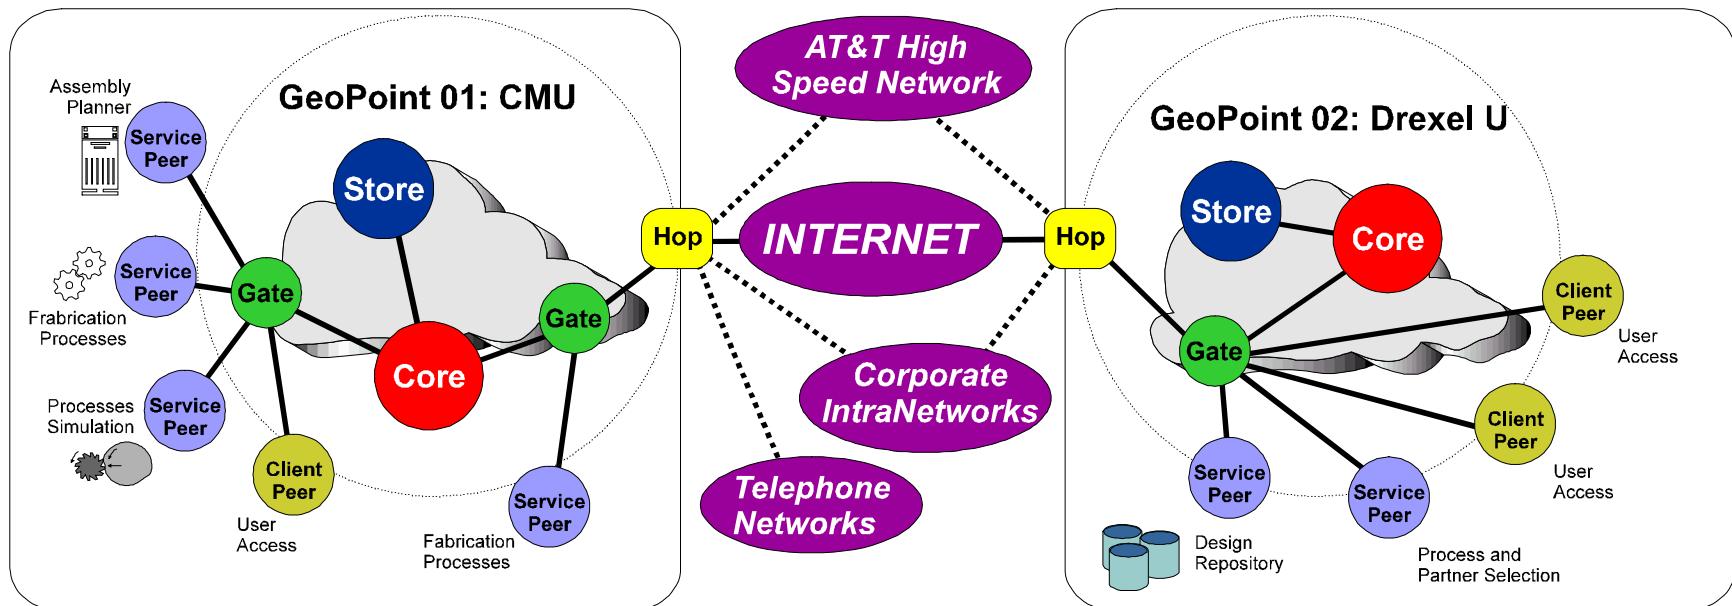 GeoPoint 01: CMU
Assembly
Planner
Service
Peer
Store
Service
Peer
Frabrication
Processes
Gate
Gate
Core
Processes
Simulation
Service
Peer
Client
Peer
User
Access
Service
Peer
Fabrication
Processes
Hop
AT&T High
Speed Network
INTERNET
Corporate
IntraNetworks
Telephone
Networks
Hop
GeoPoint 02: Drexel U
Store
Core
Gate
Client
Peer
User
Access
Client
Peer
User
Access
Service
Peer
Design
Repository
Service
Peer
Process and
Partner Selection